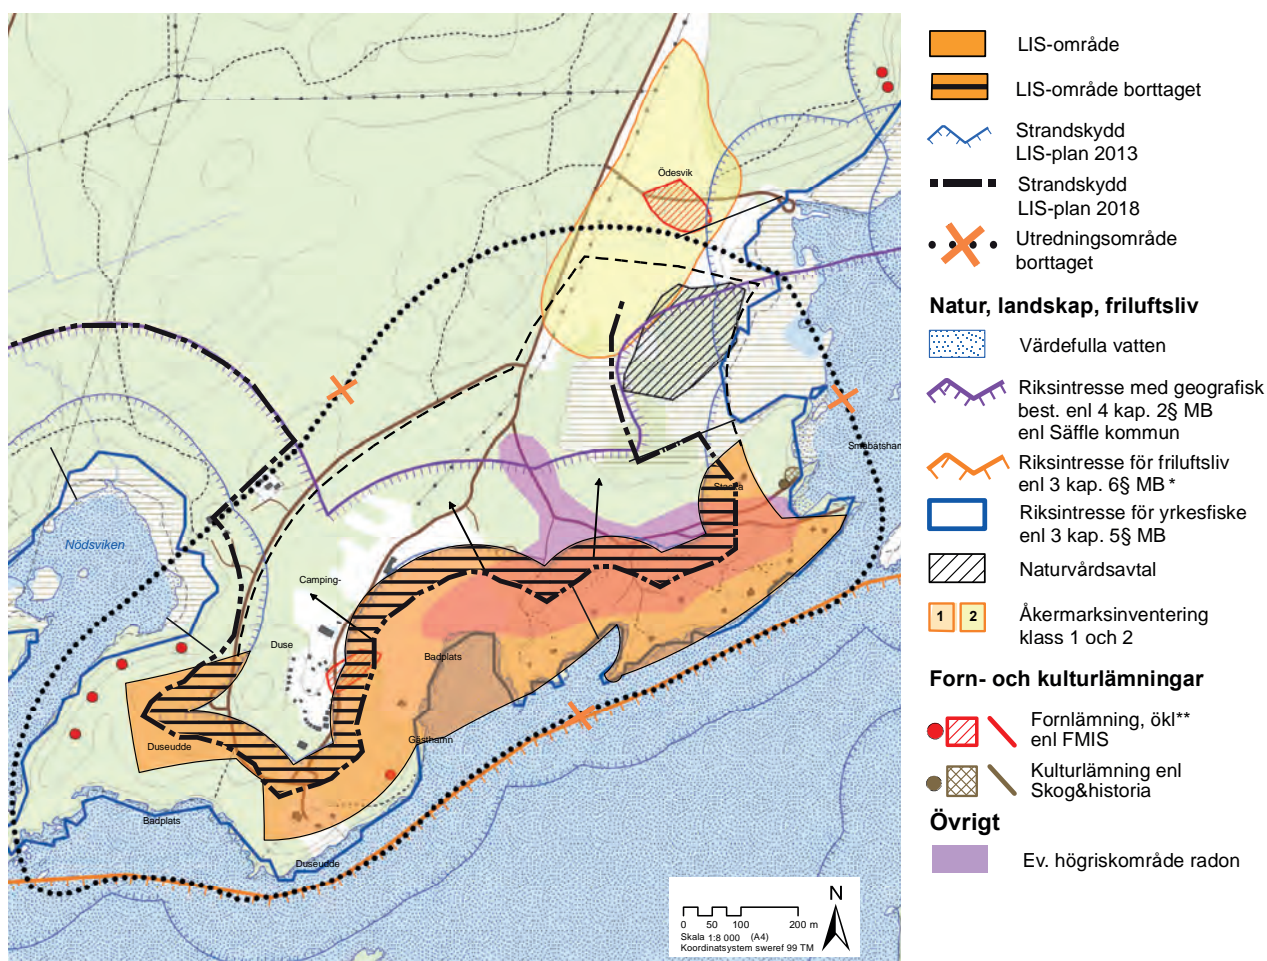 Ödesvik
Småbåtsham
Stacka
Nödsviken
Camping-
Duse
Badplats
Gästhamn
Duseudde
Badplats
Duseudde
N
0 50 100 200 m
Skala 1:8 000 (A4)
Koordinatsystem sweref 99 TM
LIS-område
LIS-område borttaget
Strandskydd
LIS-plan 2013
Strandskydd
LIS-plan 2018
Utredningsområde
borttaget
Natur, landskap, friluftsliv
Värdefulla vatten
Riksintresse med geografisk
best. enl 4 kap. 2§ MB
enl Säffle kommun
Riksintresse för friluftsliv
enl 3 kap. 6§ MB *
Riksintresse för yrkesfiske
enl 3 kap. 5§ MB
Naturvårdsavtal
1 2 Åkermarksinventering
klass 1 och 2
Forn- och kulturlämningar
Fornlämning, ökl**
enl FMIS
Kulturlämning enl
Skog&historia
Övrigt
Ev. högriskområde radon